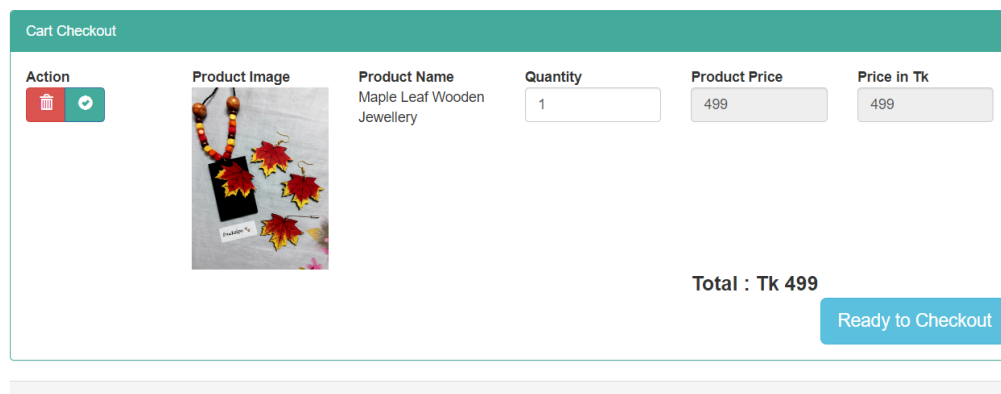 Cart Checkout
Action Product Image Product Name Quantity Product Price Price in Tk
Maple Leaf Wooden
Jewellery
1
499
499
Total : Tk 499
Ready to Checkout